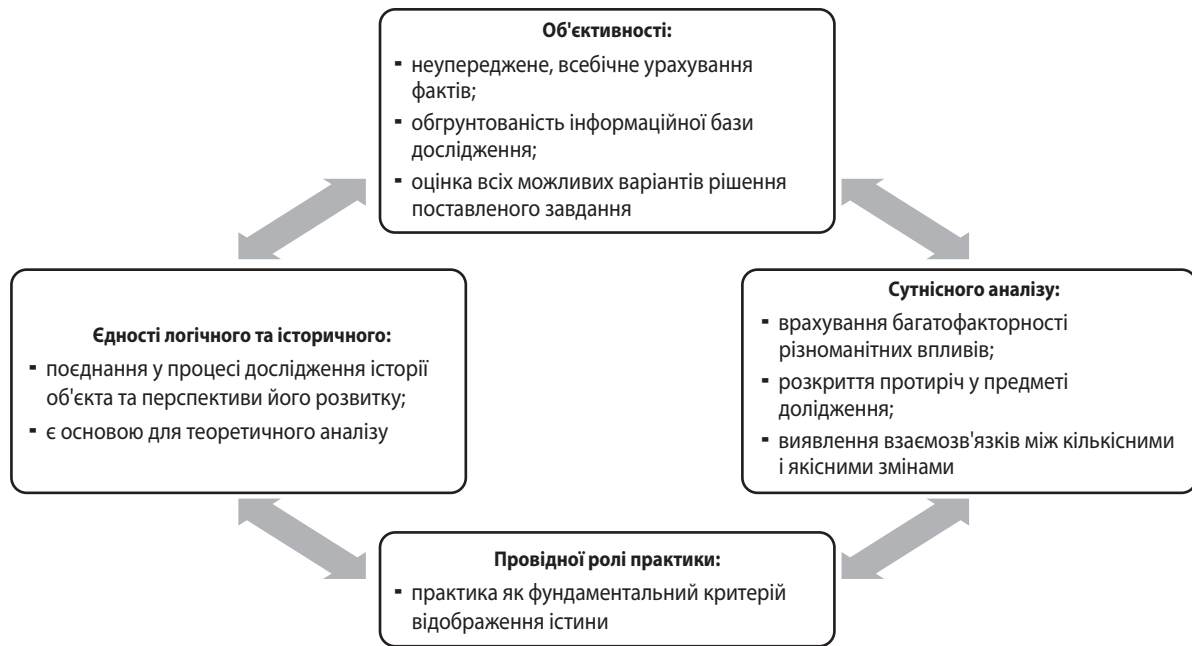 Об'єктивності:
▪ неупереджене, всебічне урахування
фактів;
▪ обгрунтованість інформаційної бази
дослідження;
▪ оцінка всіх можливих варіантів рішення
поставленого завдання
Єдності логічного та історичного:
▪ поєднання у процесі дослідження історії
об'єкта та перспективи його розвитку;
▪ є основою для теоретичного аналізу
Сутнісного аналізу:
▪ врахування багатофакторності
різноманітних впливів;
▪ розкриття протиріч у предметі
долідження;
▪ виявлення взаємозв'язків між кількісними
і якісними змінами
Провідної ролі практики:
▪ практика як фундаментальний критерій
відображення істини